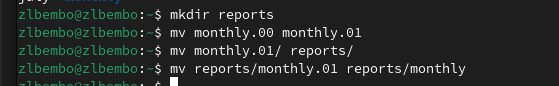 zlbembo@zlbembo:~$ mkdir reports
zlbembo@zlbembo:~$ mv monthly.00 monthly.01
zlbembo@zlbembo:~$ mv monthly.01/ reports/
zlbembo@zlbembo:~$ mv reports/monthly.01 reports/monthly
zlbembo@zlbembo:~$